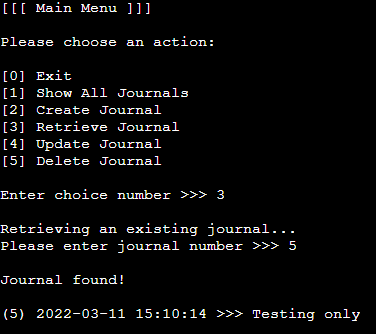 [[[ Main Menu ]]]
Please choose an action:
[0] Exit
[1] Show All Journals
[2] Create Journal
[3] Retrieve Journal
[4] Update Journal
[5] Delete Journal
Enter choice number >>> 3
Retrieving an existing journal...
Please enter journal number >>> 5
Journal found!
(5) 2022-03-11 15:10:14 >>> Testing only